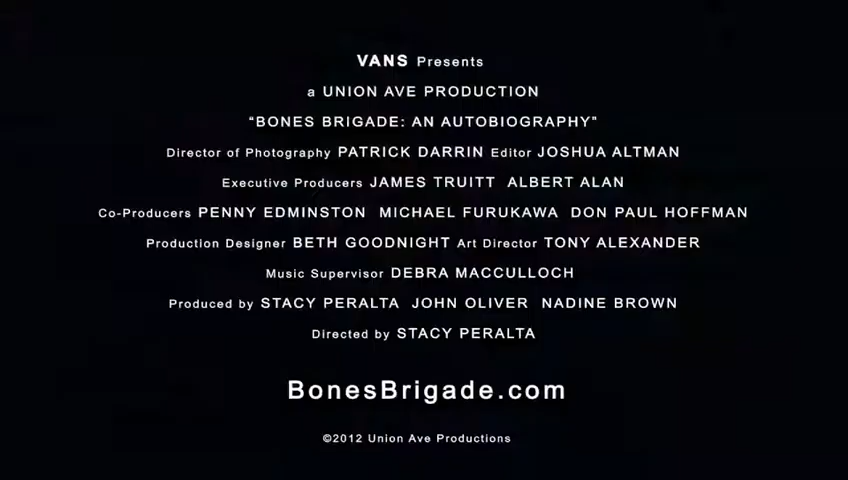 VANS Presents
a UNION AVE PRODUCTION
“BONES BRIGADE: AN AUTOBIOGRAPHY”
Director of Photography PATRICK DARRIN Editor JOSHUA ALTMAN
Executive Producers JAMES TRUITT ALBERT ALAN
Co-Producers PENNY EDMINSTON MICHAEL FURUKAWA DON PAUL HOFFMAN
Production Designer BETH GOODNIGHT Art Director TONY ALEXANDER
Music Supervisor DEBRA MACCULLOCH
Produced by STACY PERALTA JOHN OLIVER NADINE BROWN
Directed by STACY PERALTA
BonesBrigade.com
©2012 Union Ave Productions